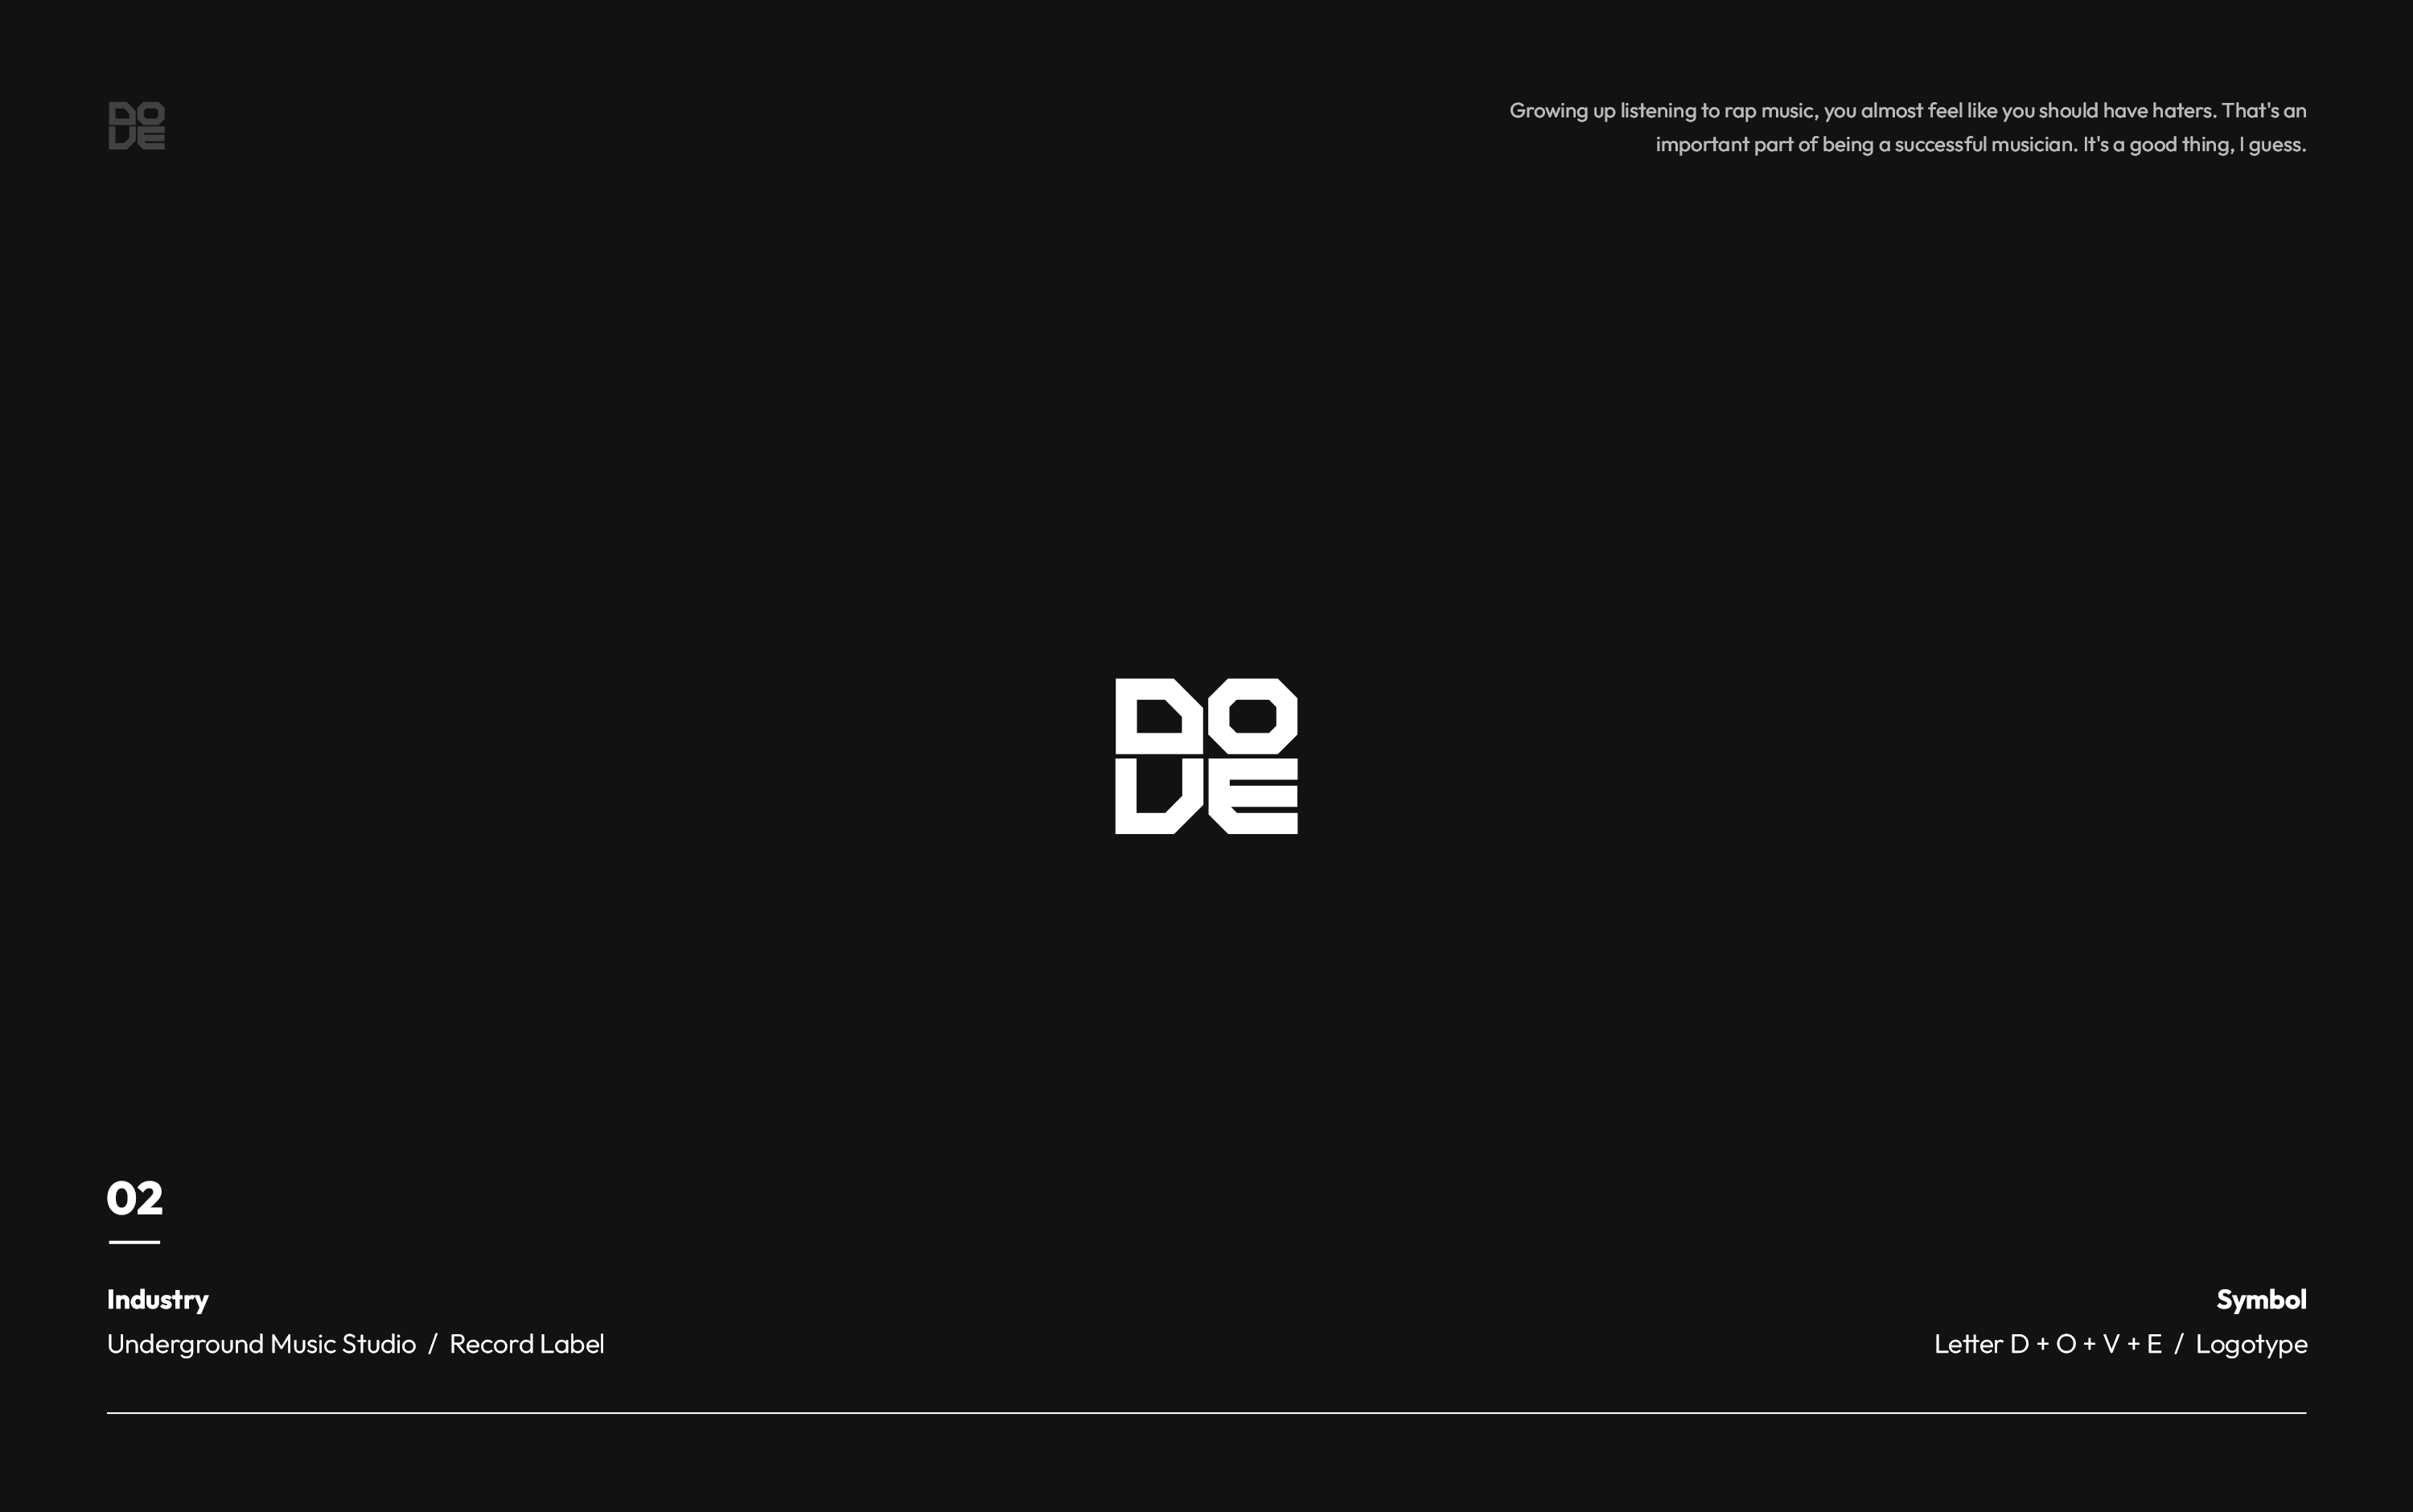 DO
VE
Growing up listening to rap music, you almost feel like you should have haters. That's an
important part of being a successful musician. It's a good thing, I guess.
DO
VE
02
Industry
Underground Music Studio / Record Label
Symbol
Letter D + O + V + E / Logotype